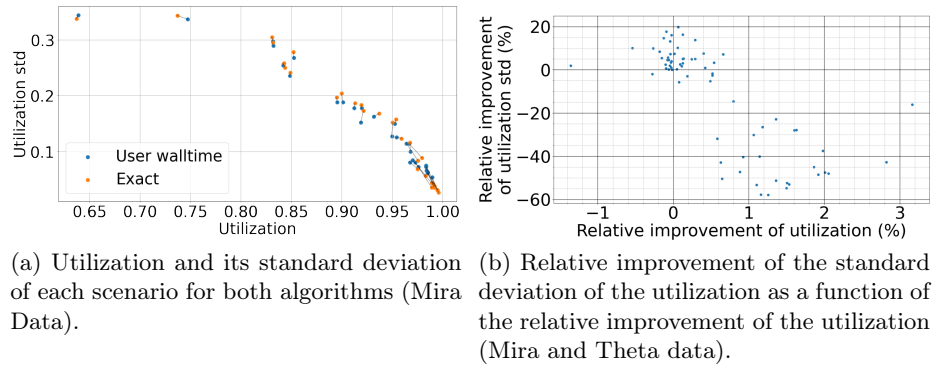 Utilization std
0.3
0.2
0.1
User walltime
Exact
0.65 0.70 0.75 0.80 0.85 0.90 0.95 1.00
Utilization
Relative improvement
of utilization std (%)
20
0
−20
−40
−60
−1 0 1 2 3
Relative improvement of utilization (%)
(a) Utilization and its standard deviation
of each scenario for both algorithms (Mira
Data).
(b) Relative improvement of the standard
deviation of the utilization as a function of
the relative improvement of the utilization
(Mira and Theta data).